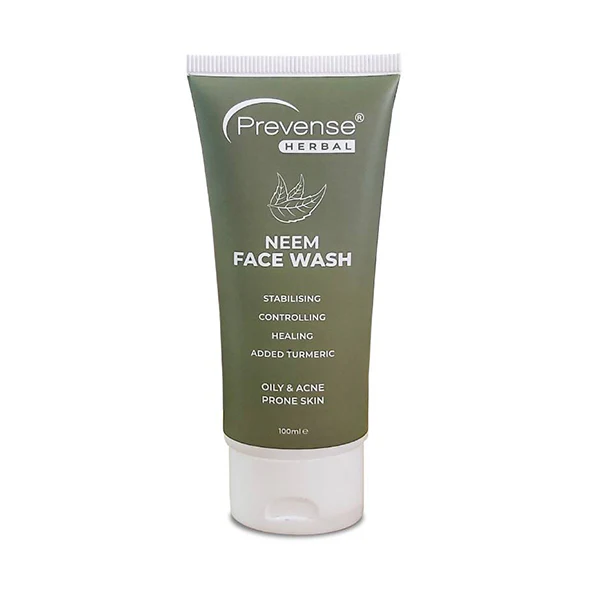 Prevense®
HERBAL
NEEM
FACE WASH
STABILISING
CONTROLLING
HEALING
ADDED TURMERIC
OILY & ACNE
PRONE SKIN
100ml ℮